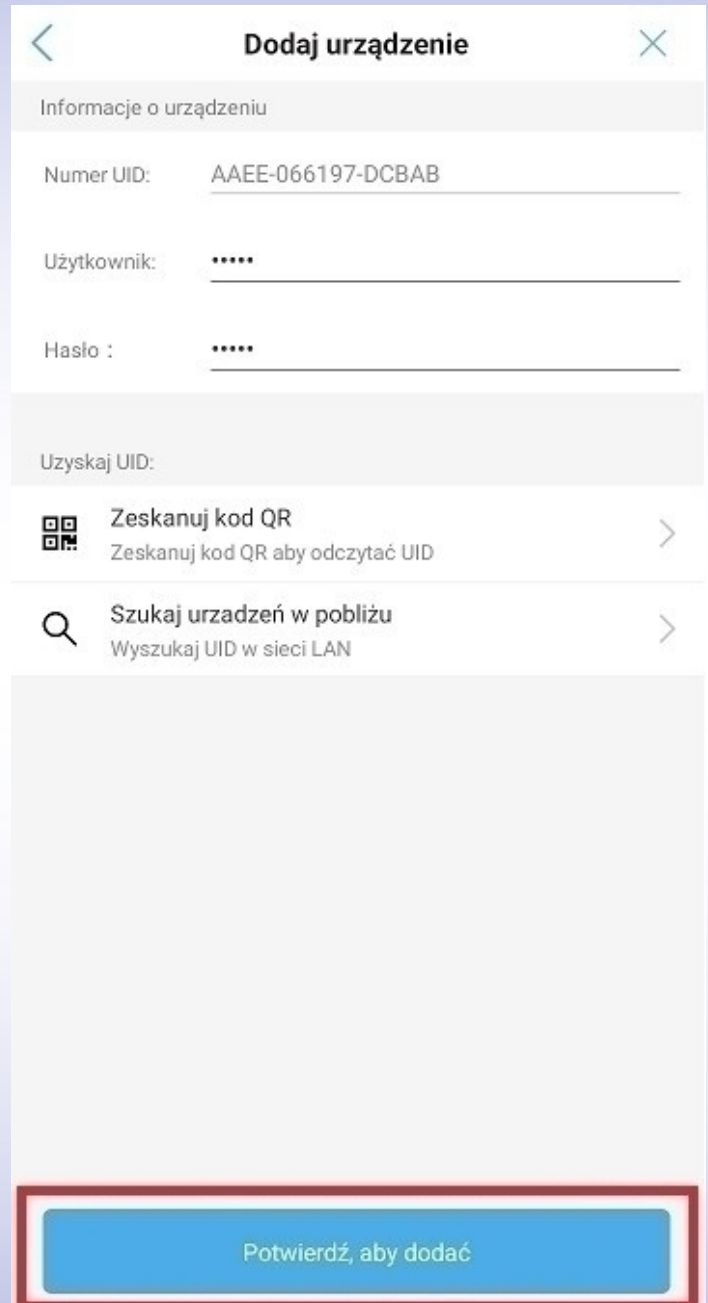 Dodaj urządzenie
Informacje o urządzeniu
Numer UID: AAEE-066197-DCBAB
Użytkownik: •••••
Hasło : •••••
Uzyskaj UID:
Zeskanuj kod QR
Zeskanuj kod QR aby odczytać UID
Szukaj urzadzeń w pobliżu
Wyszukaj UID w sieci LAN
Potwierdź, aby dodać